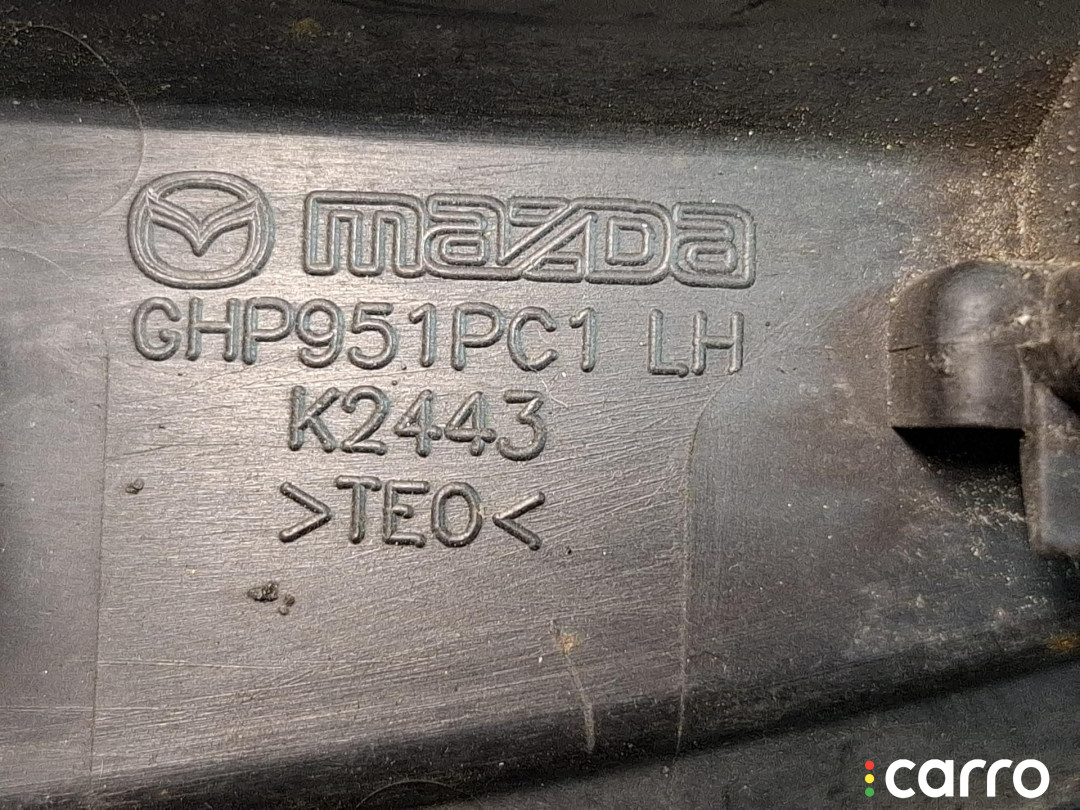 mazda
GHP951PC1 LH
K2443
>TEO<
carro